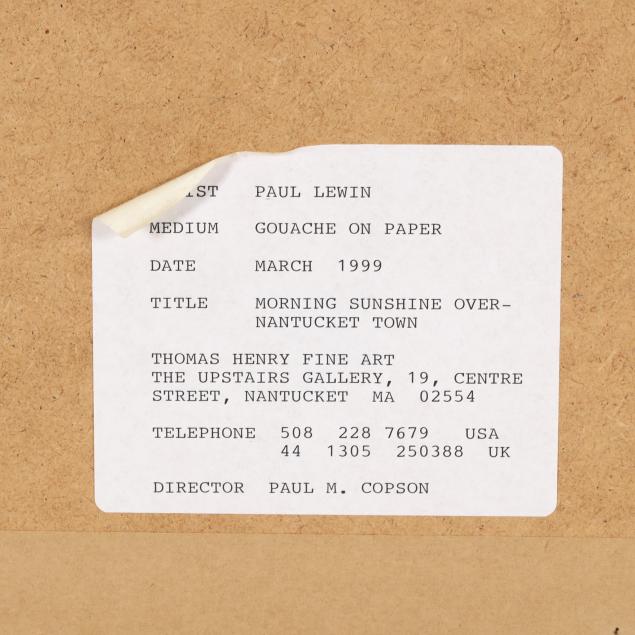 IST PAUL LEWIN
MEDIUM GOUACHE ON PAPER
DATE MARCH 1999
TITLE MORNING SUNSHINE OVER-
NANTUCKET TOWN
THOMAS HENRY FINE ART
THE UPSTAIRS GALLERY, 19, CENTRE
STREET, NANTUCKET MA 02554
TELEPHONE 508 228 7679 USA
44 1305 250388 UK
DIRECTOR PAUL M. COPSON